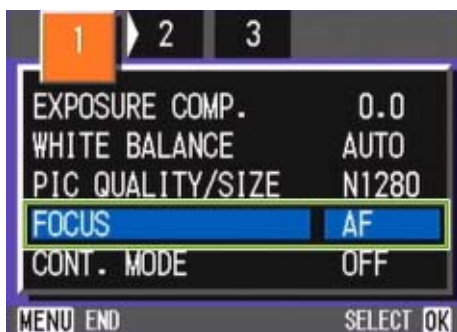 1 2 3
EXPOSURE COMP. 0.0
WHITE BALANCE AUTO
PIC QUALITY/SIZE N1280
FOCUS AF
CONT. MODE OFF
MENU END SELECT OK